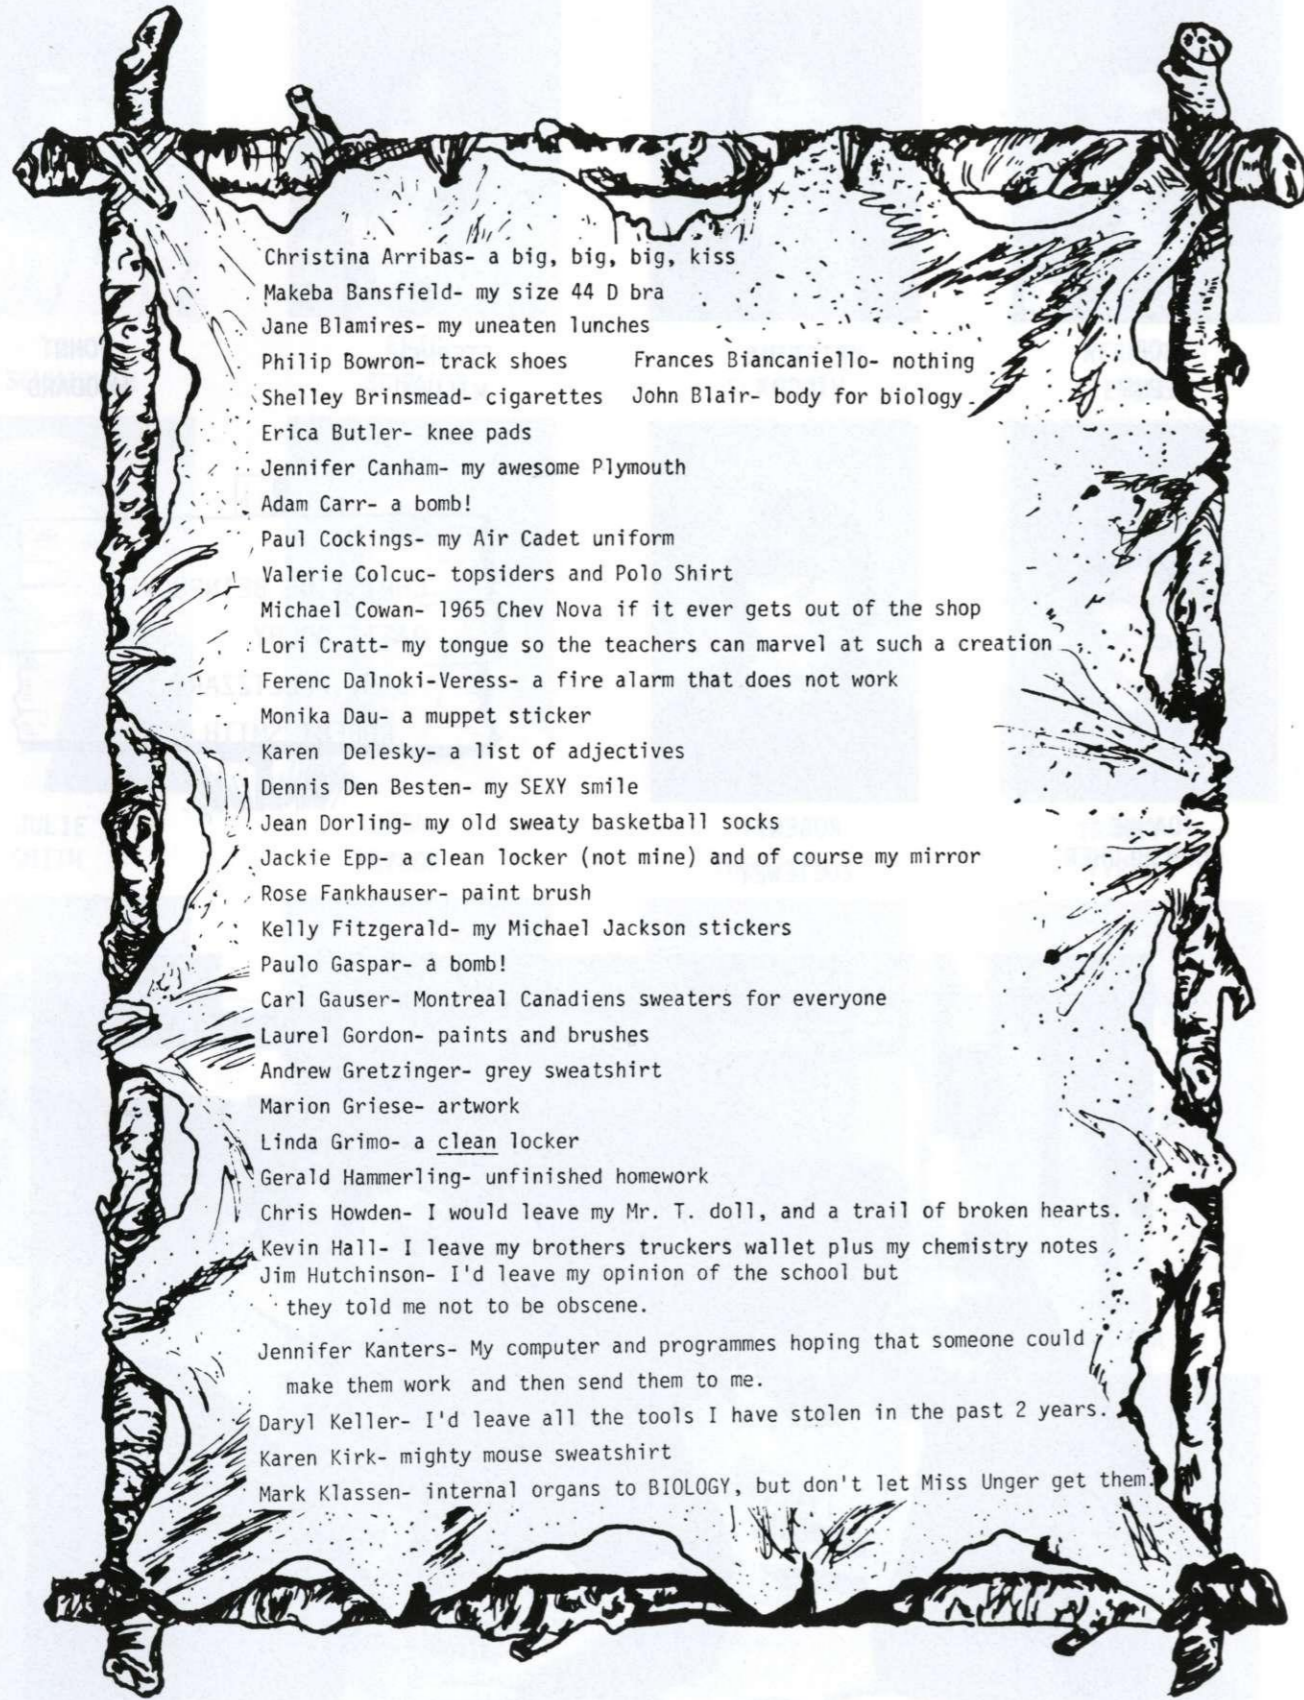 Christina Arribas- a big, big, big, kiss
Makeba Bansfield- my size 44 D bra
Jane Blamires- my uneaten lunches
Philip Bowron- track shoes Frances Biancaniello- nothing
Shelley Brinsmead- cigarettes John Blair- body for biology.
Erica Butler- knee pads
Jennifer Canham- my awesome Plymouth
Adam Carr- a bomb!
Paul Cockings- my Air Cadet uniform
Valerie Colcuc- topsiders and Polo Shirt
Michael Cowan- 1965 Chev Nova if it ever gets out of the shop
Lori Cratt- my tongue so the teachers can marvel at such a creation
Ferenc Dalnoki-Veress- a fire alarm that does not work
Monika Dau- a muppet sticker
Karen Delesky- a list of adjectives
Dennis Den Besten- my SEXY smile
Jean Dorling- my old sweaty basketball socks
Jackie Epp- a clean locker (not mine) and of course my mirror
Rose Fankhauser- paint brush
Kelly Fitzgerald- my Michael Jackson stickers
Paulo Gaspar- a bomb!
Carl Gauser- Montreal Canadiens sweaters for everyone
Laurel Gordon- paints and brushes
Andrew Gretzinger- grey sweatshirt
Marion Griese- artwork
Linda Grimo- a clean locker
Gerald Hammerling- unfinished homework
Chris Howden- I would leave my Mr. T. doll, and a trail of broken hearts.
Kevin Hall- I leave my brothers truckers wallet plus my chemistry notes
Jim Hutchinson- I'd leave my opinion of the school but
they told me not to be obscene.
Jennifer Kanters- My computer and programmes hoping that someone could
make them work and then send them to me.
Daryl Keller- I'd leave all the tools I have stolen in the past 2 years.
Karen Kirk- mighty mouse sweatshirt
Mark Klassen- internal organs to BIOLOGY, but don't let Miss Unger get them.